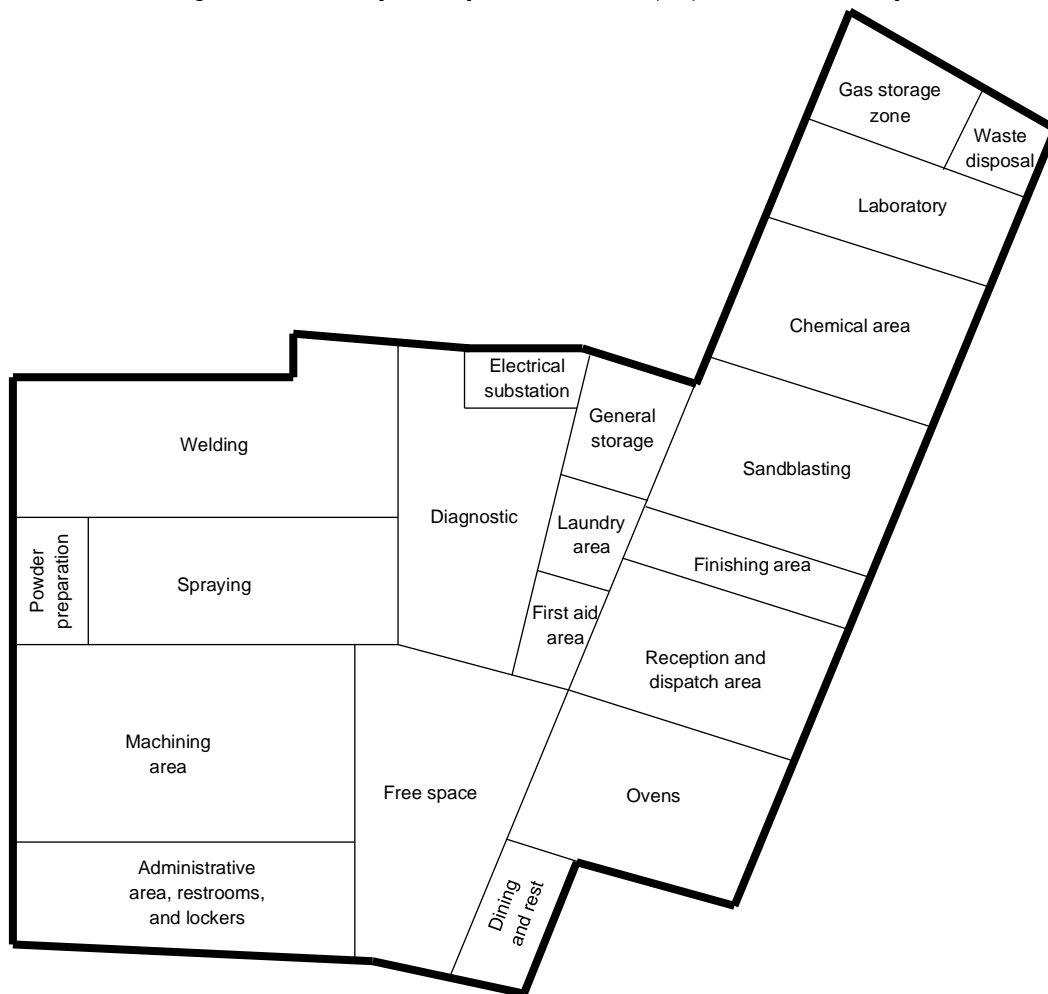 Gas storage
zone
Waste
disposal
Laboratory
Chemical area
Electrical
substation
General
storage
Welding
Sandblasting
Diagnostic
Laundry
area
Finishing area
Powder
preparation
Spraying
First aid
area
Reception and
dispatch area
Machining
area
Free space
Ovens
Administrative
area, restrooms,
and lockers
Dining
and rest